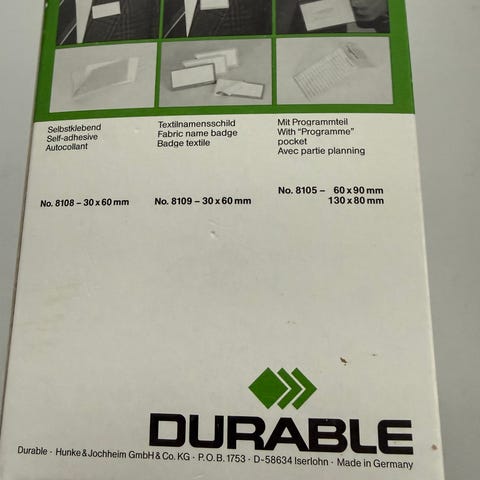 Selbstklebend
Self-adhesive
Autocollant
Textilnamensschild
Fabric name badge
Badge textile
Mit Programmteil
With "Programme"
pocket
Avec partie planning
No. 8108 – 30 x 60 mm
No. 8109 – 30 x 60 mm
No. 8105 – 60 x 90 mm
130 x 80 mm
DURABLE
Durable · Hunke & Jochheim GmbH & Co. KG · P.O.B. 1753 · D-58634 Iserlohn · Made in Germany